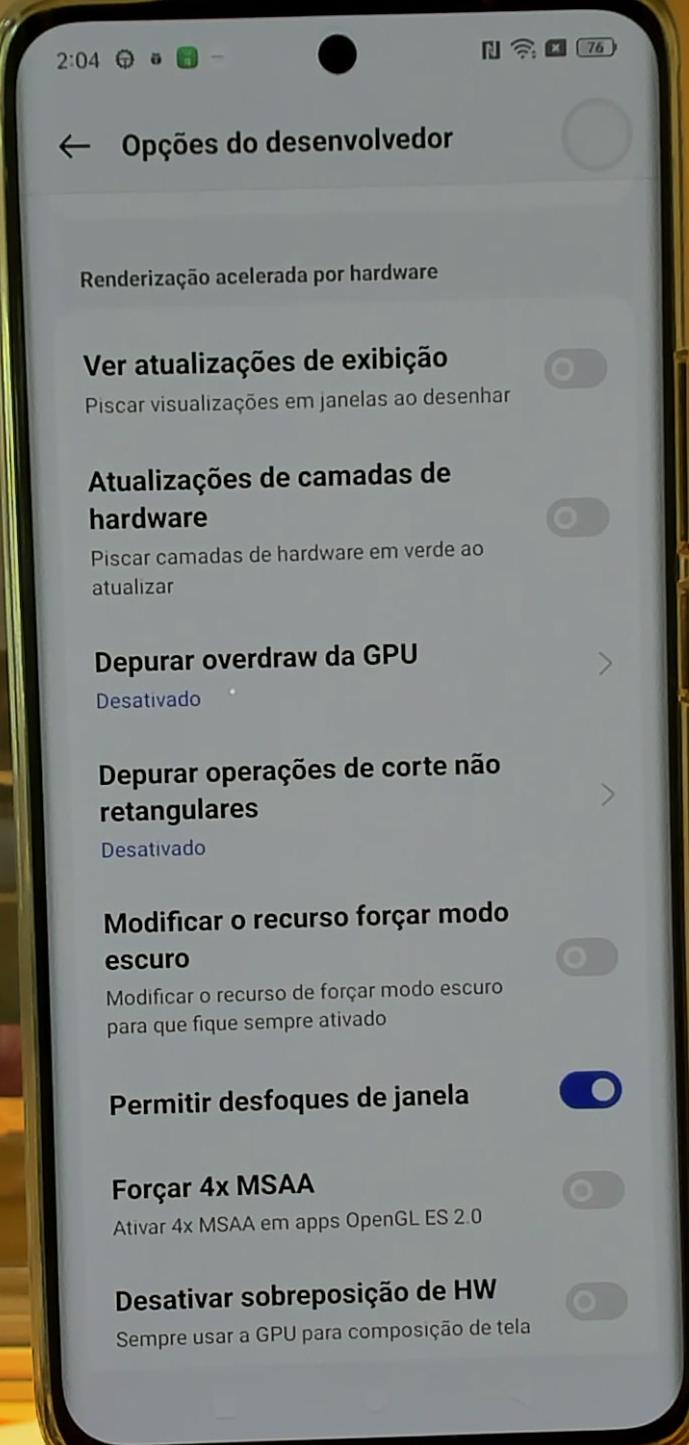 2:04
76
Opções do desenvolvedor
Renderização acelerada por hardware
Ver atualizações de exibição
Piscar visualizações em janelas ao desenhar
Atualizações de camadas de
hardware
Piscar camadas de hardware em verde ao
atualizar
Depurar overdraw da GPU
Desativado
Depurar operações de corte não
retangulares
Desativado
Modificar o recurso forçar modo
escuro
Modificar o recurso de forçar modo escuro
para que fique sempre ativado
Permitir desfoques de janela
Forçar 4x MSAA
Ativar 4x MSAA em apps OpenGL ES 2.0
Desativar sobreposição de HW
Sempre usar a GPU para composição de tela